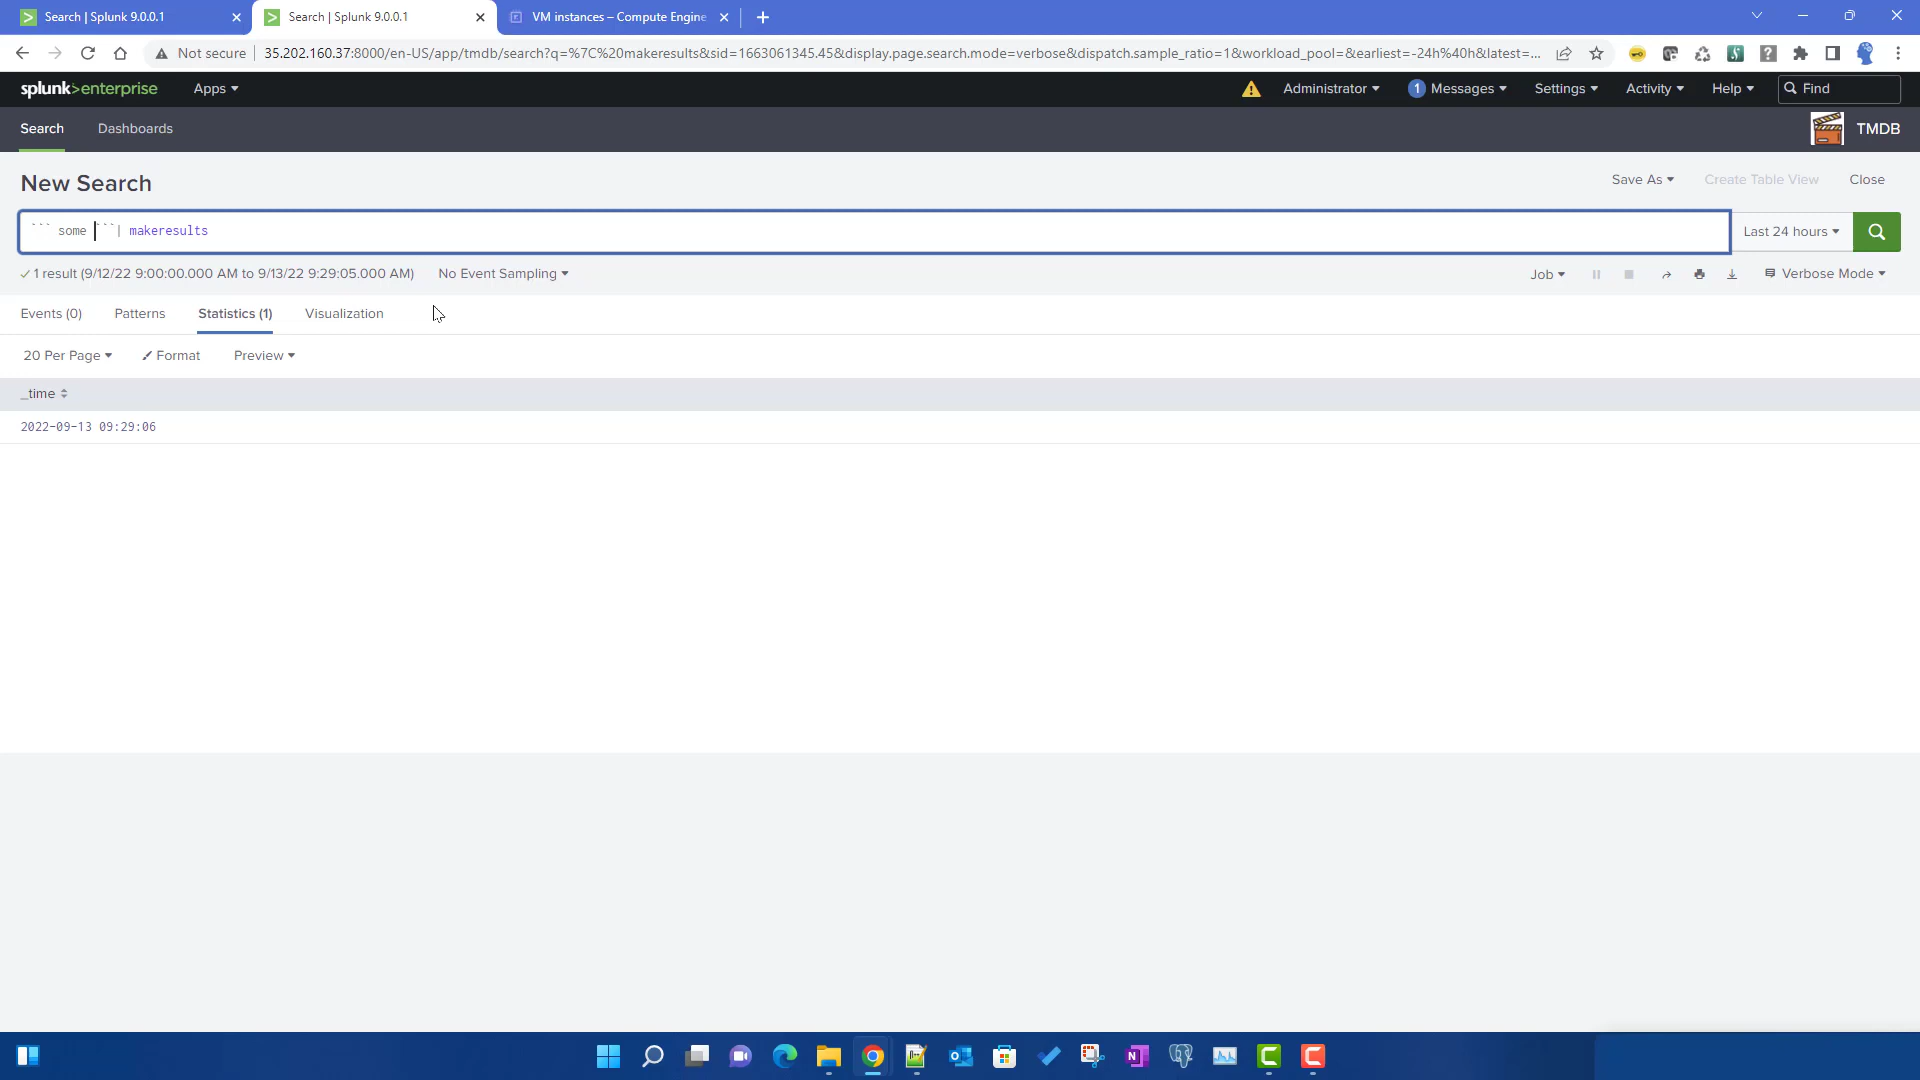 Search | Splunk 9.0.0.1
Search | Splunk 9.0.0.1
VM instances – Compute Engine
Not secure
35.202.160.37:8000/en-US/app/tmdb/search?q=%7C%20makeresults&sid=1663061345.45&display.page.search.mode=verbose&dispatch.sample_ratio=1&workload_pool=&earliest=-24h%40h&latest=...
splunk>enterprise
Apps
Administrator
1 Messages
Settings
Activity
Help
Find
Search
Dashboards
TMDB
New Search
Save As
Create Table View
Close
``` some ```| makeresults
Last 24 hours
1 result (9/12/22 9:00:00.000 AM to 9/13/22 9:29:05.000 AM)
No Event Sampling
Job
Verbose Mode
Events (0)
Patterns
Statistics (1)
Visualization
20 Per Page
Format
Preview
_time
2022-09-13 09:29:06